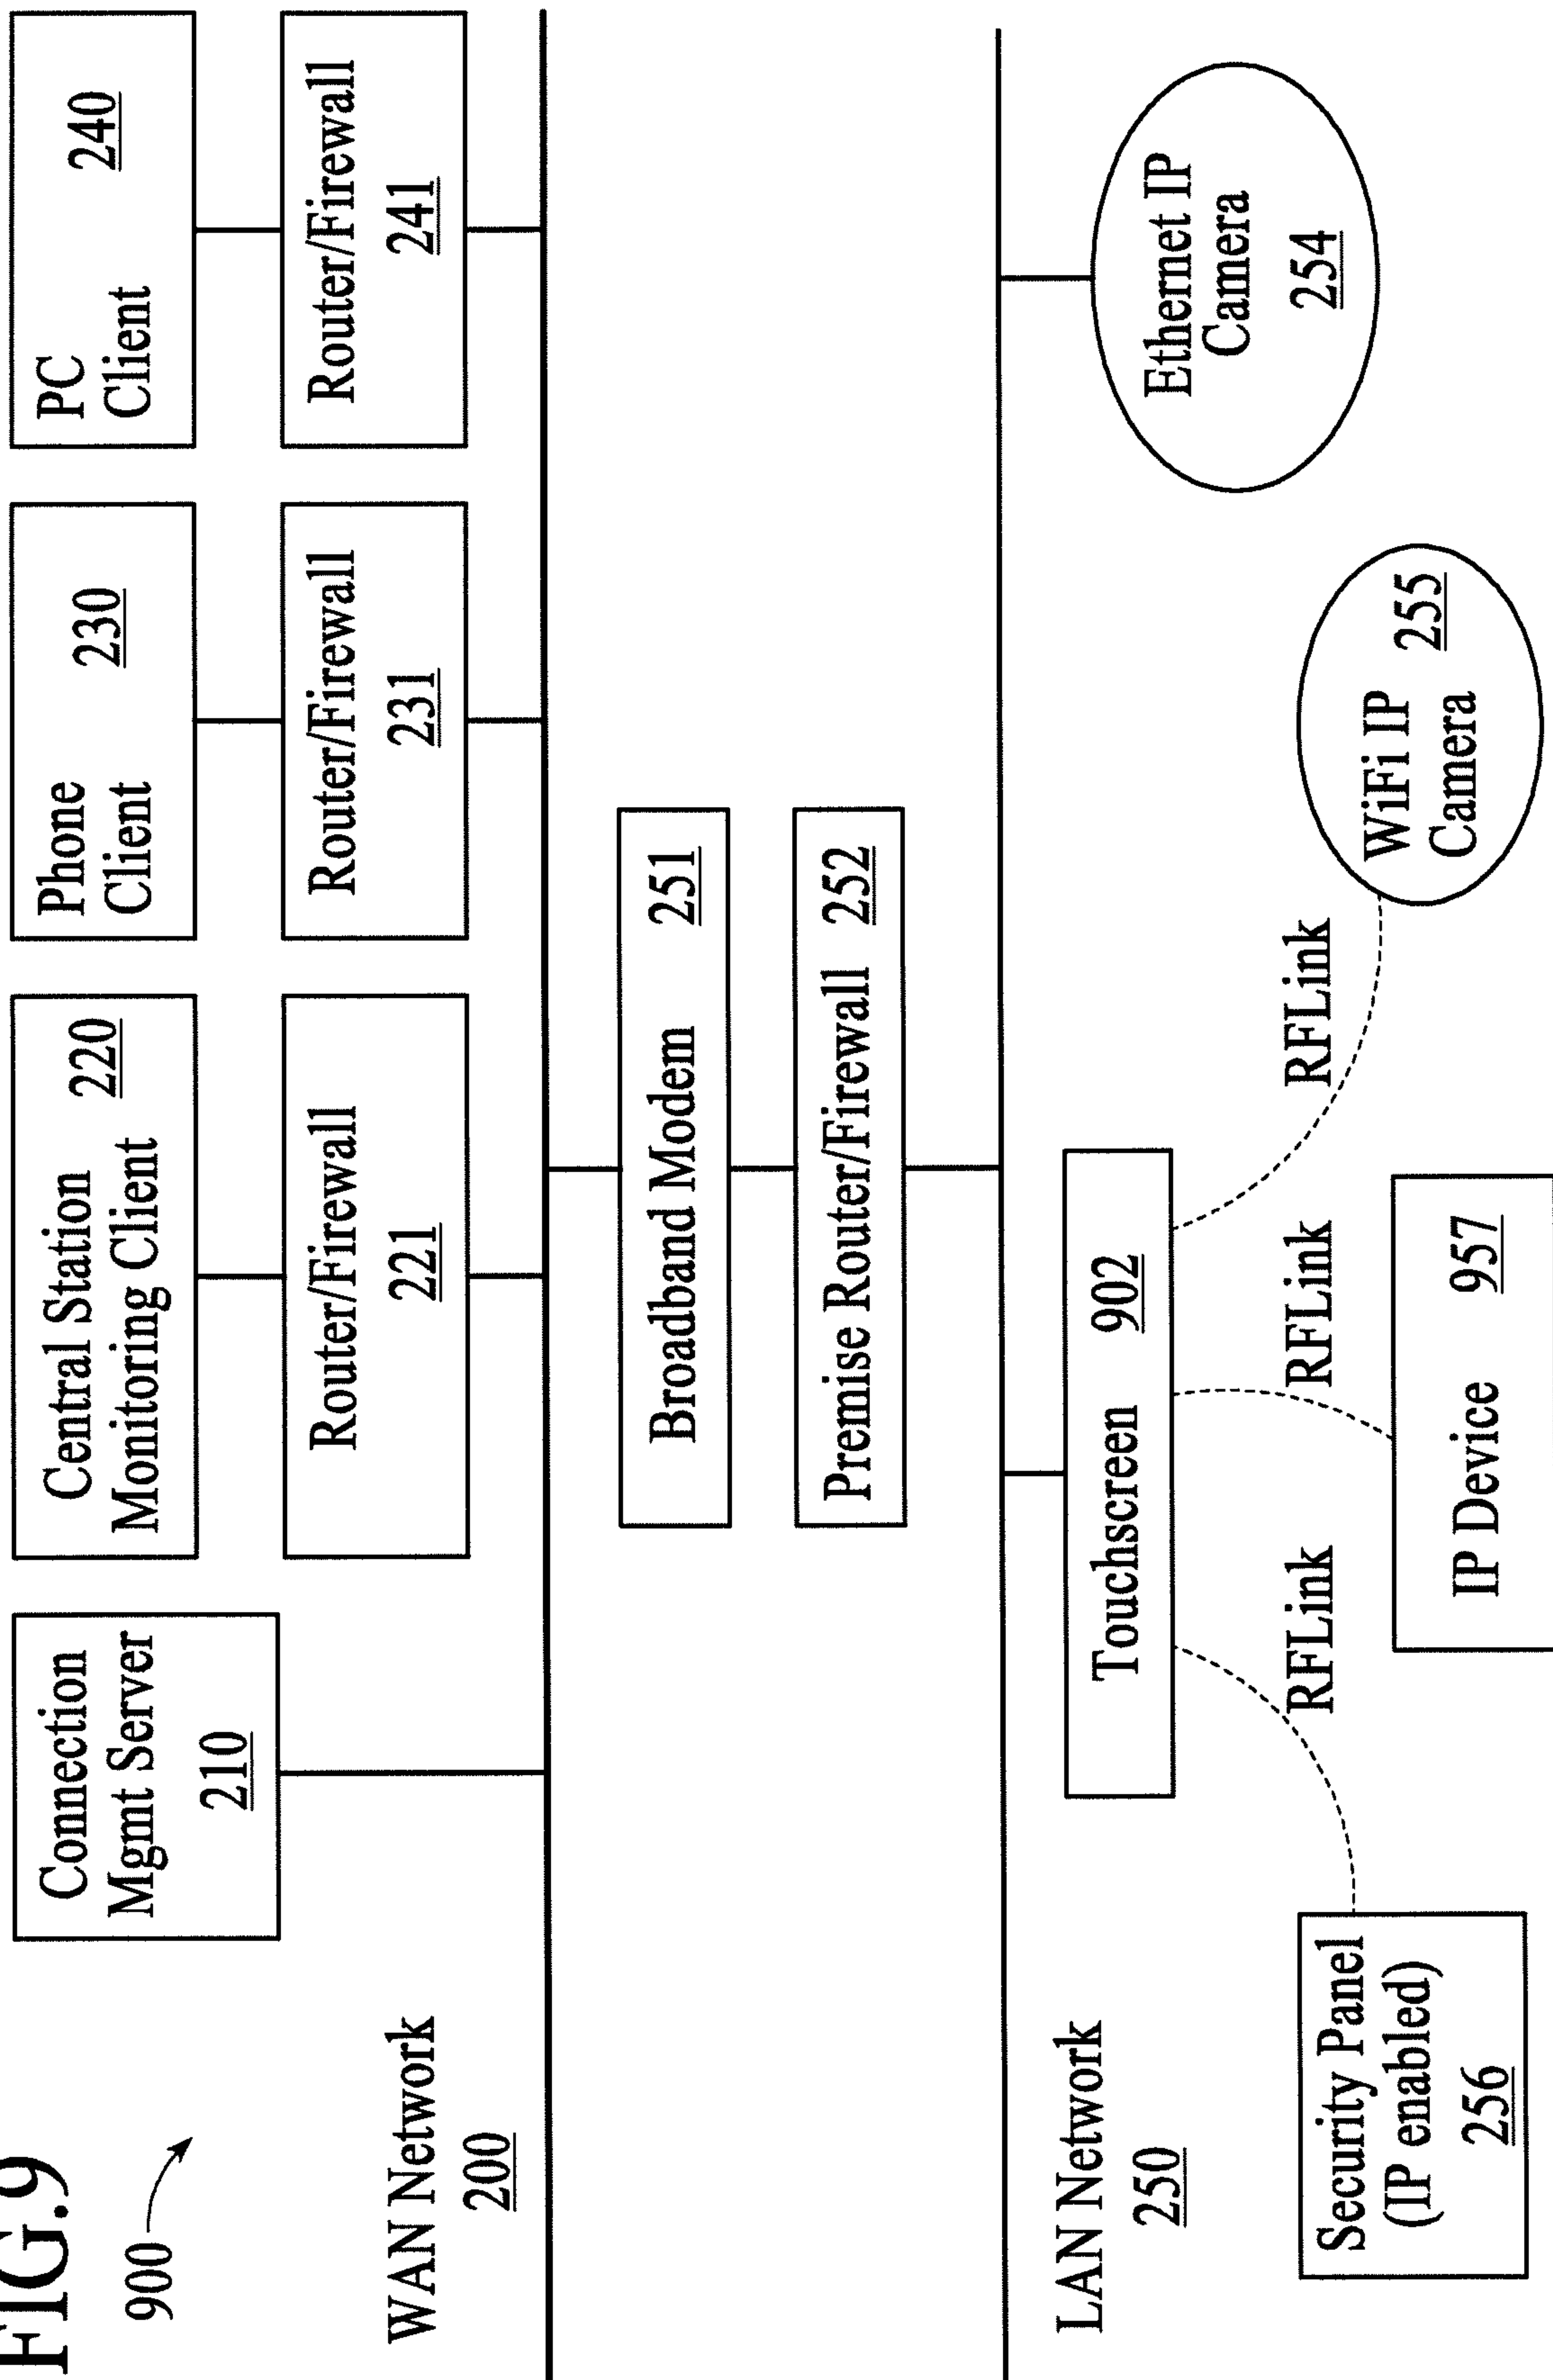 FIG.9
900
Connection
Mgmt Server
210
Central Station
Monitoring Client
220
Phone
Client
230
PC
Client
240
Router/Firewall
221
Router/Firewall
231
Router/Firewall
241
WAN Network
200
Broadband Modem 251
Premise Router/Firewall 252
LAN Network
250
Touchscreen 902
Ethernet IP
Camera
254
RFLink
RFLink
RFLink
Security Panel
(IP enabled)
256
IP Device 957
WiFi IP
Camera
255